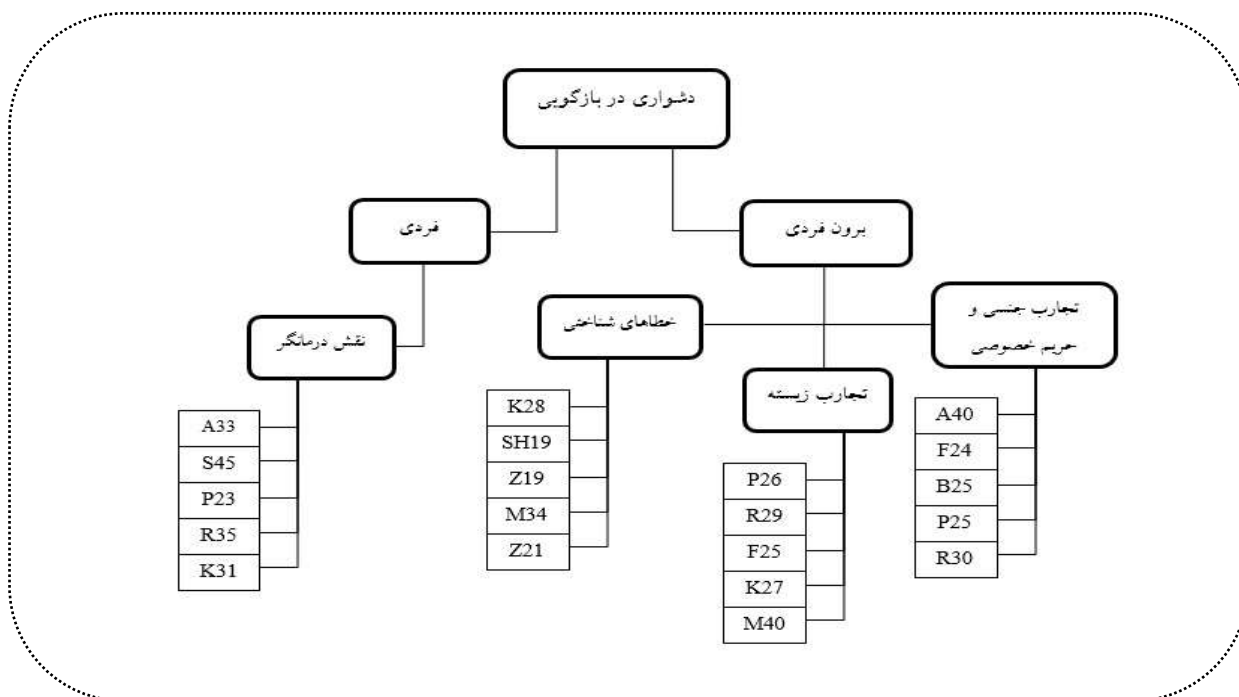 دشواری در بازگویی
فردی
برون فردی
نقش درمانگر
خطاهای شناختی
تجارب زیسته
تجارب جنسی و
حریم خصوصی
A33
S45
P23
R35
K31
K28
SH19
Z19
M34
Z21
P26
R29
F25
K27
M40
A40
F24
B25
P25
R30